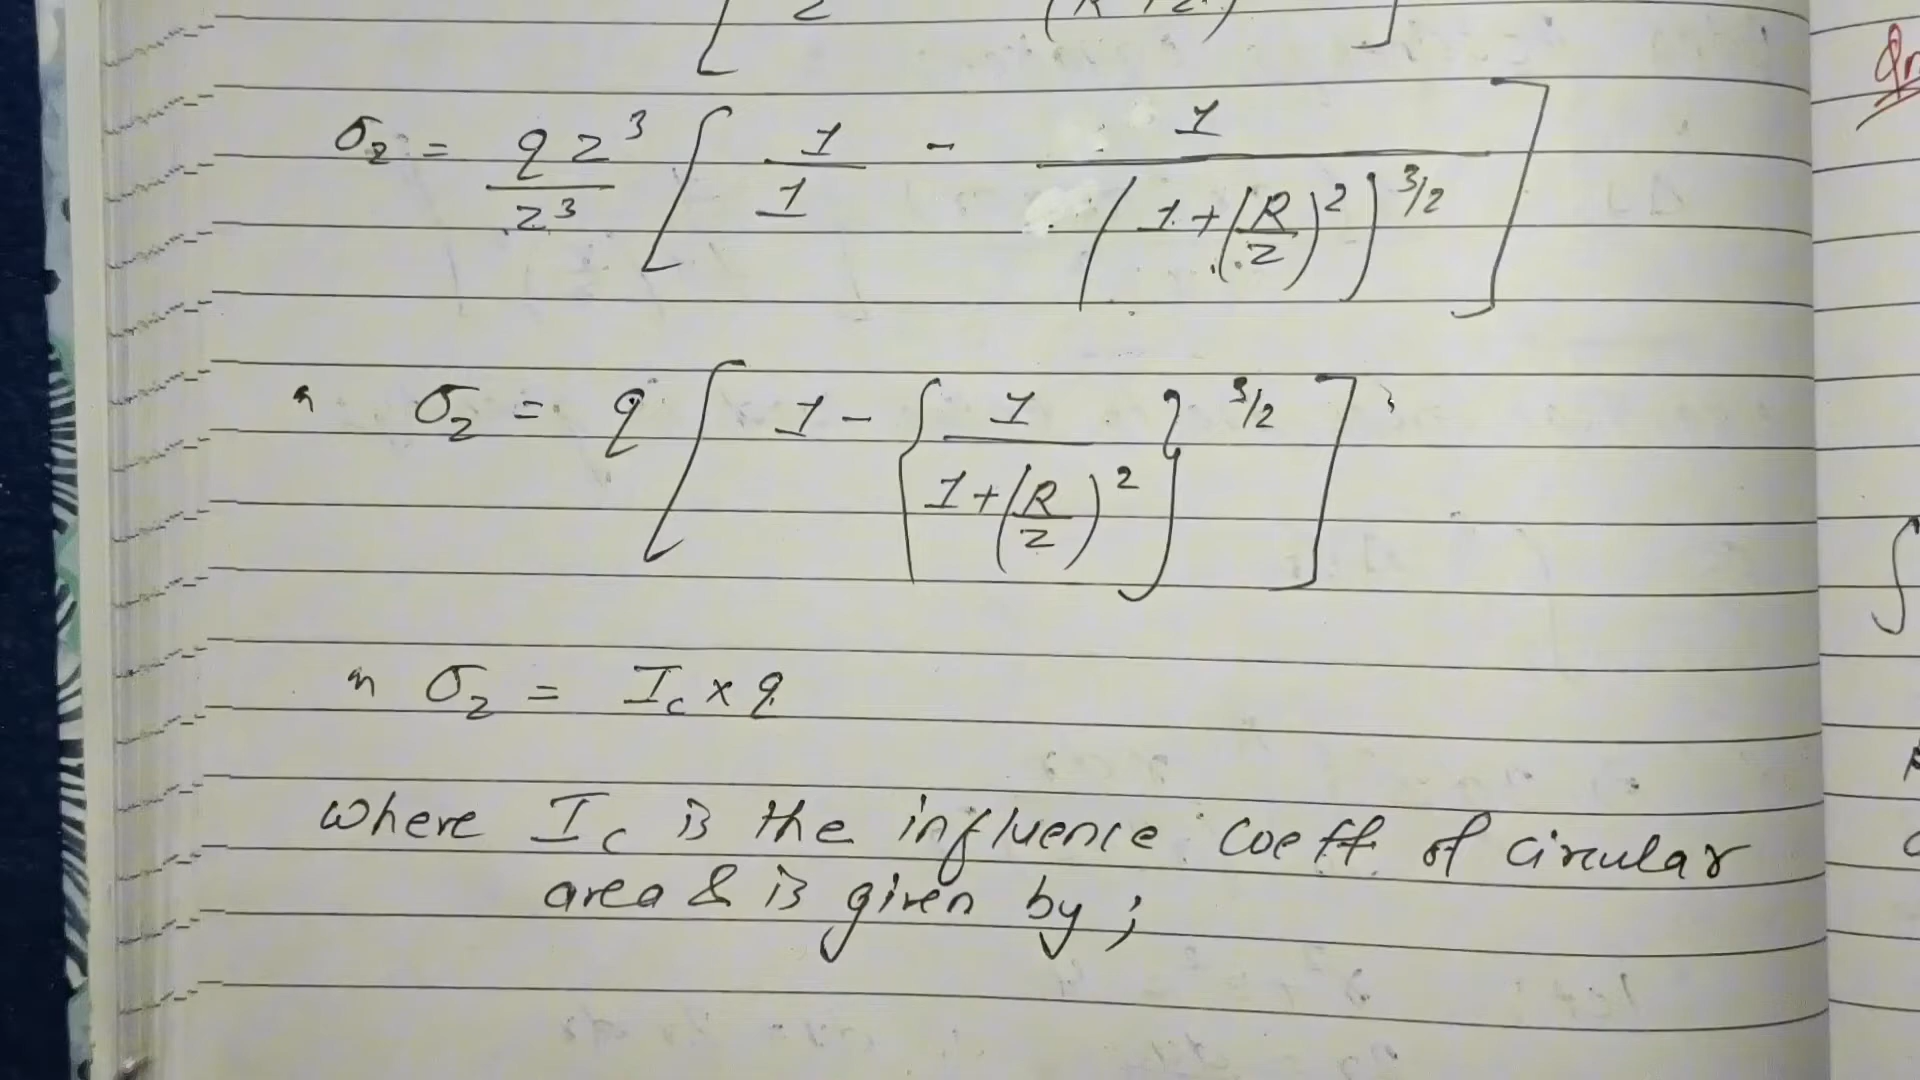 σz = q z³ / z³ [ 1/1 - 1 / (1 + (R/z)²)^3/2 ]
σz = q [ 1 - { 1 / 1 + (R/z)² }^3/2 ]
σz = Ic × q
where Ic is the influence coeff. of circular
area & is given by ;